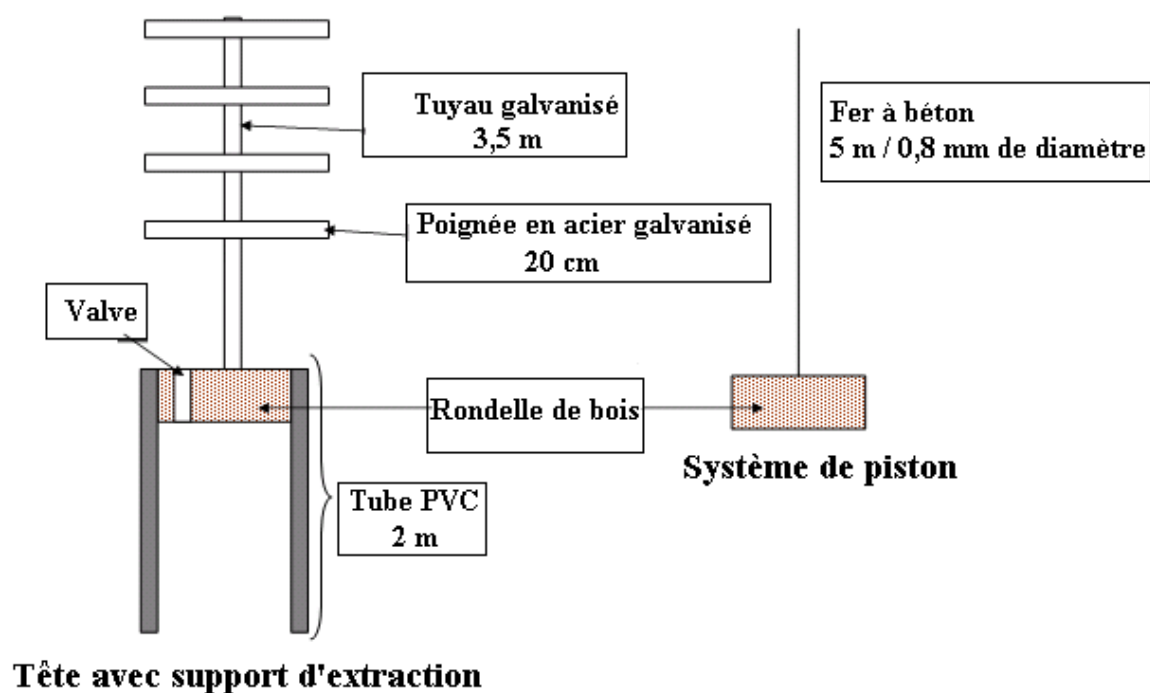 Tuyau galvanisé
3,5 m
Fer à béton
5 m / 0,8 mm de diamètre
Poignée en acier galvanisé
20 cm
Valve
Rondelle de bois
Système de piston
Tube PVC
2 m
Tête avec support d'extraction